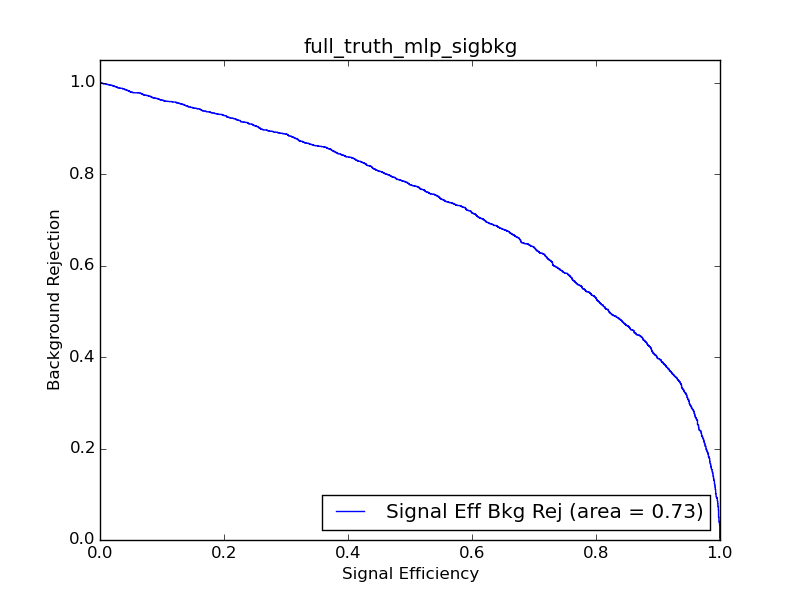 full_truth_mlp_sigbkg
1.0
0.8
0.6
0.4
0.2
0.0
Background Rejection
Signal Eff Bkg Rej (area = 0.73)
0.0 0.2 0.4 0.6 0.8 1.0
Signal Efficiency